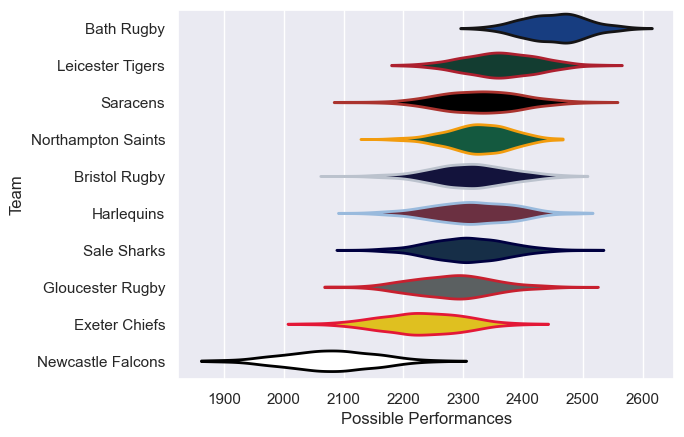 Bath Rugby
Leicester Tigers
Saracens
Northampton Saints
Bristol Rugby
Harlequins
Sale Sharks
Gloucester Rugby
Exeter Chiefs
Newcastle Falcons
Team
1900 2000 2100 2200 2300 2400 2500 2600
Possible Performances